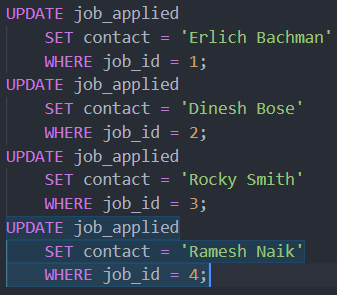 UPDATE job_applied
    SET contact = 'Erlich Bachman'
    WHERE job_id = 1;
UPDATE job_applied
    SET contact = 'Dinesh Bose'
    WHERE job_id = 2;
UPDATE job_applied
    SET contact = 'Rocky Smith'
    WHERE job_id = 3;
UPDATE job_applied
    SET contact = 'Ramesh Naik'
    WHERE job_id = 4;